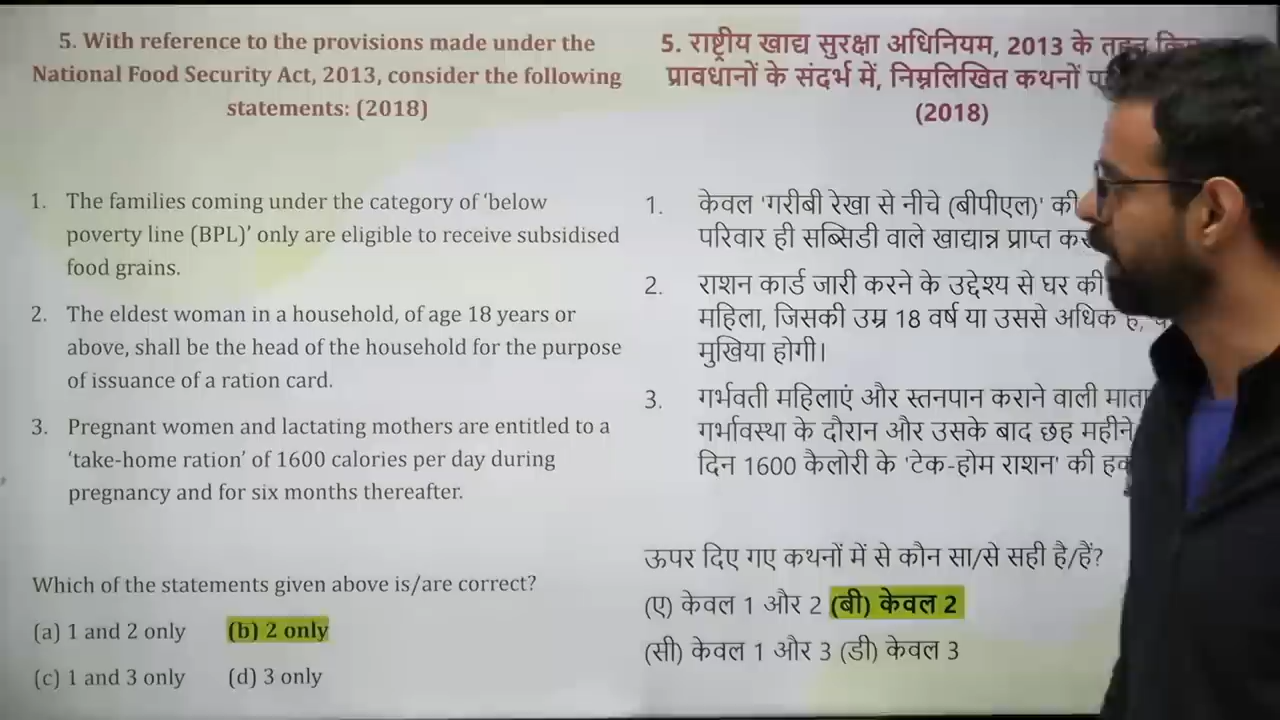 5. With reference to the provisions made under the
National Food Security Act, 2013, consider the following
statements: (2018)
1. The families coming under the category of ‘below
poverty line (BPL)’ only are eligible to receive subsidised
food grains.
2. The eldest woman in a household, of age 18 years or
above, shall be the head of the household for the purpose
of issuance of a ration card.
3. Pregnant women and lactating mothers are entitled to a
‘take-home ration’ of 1600 calories per day during
pregnancy and for six months thereafter.
Which of the statements given above is/are correct?
(a) 1 and 2 only (b) 2 only
(c) 1 and 3 only (d) 3 only
5. राष्ट्रीय खाद्य सुरक्षा अधिनियम, 2013 के तहत
प्रावधानों के संदर्भ में, निम्नलिखित कथनों
(2018)
1. केवल 'गरीबी रेखा से नीचे (बीपीएल)' की
परिवार ही सब्सिडी वाले खाद्यान्न प्राप्त
2. राशन कार्ड जारी करने के उद्देश्य से घर की
महिला, जिसकी उम्र 18 वर्ष या उससे अधिक है,
मुखिया होगी।
3. गर्भवती महिलाएं और स्तनपान कराने वाली
गर्भावस्था के दौरान और उसके बाद छह महीने
दिन 1600 कैलोरी के 'टेक-होम राशन' की
ऊपर दिए गए कथनों में से कौन सा/से सही है/हैं?
(ए) केवल 1 और 2 (बी) केवल 2
(सी) केवल 1 और 3 (डी) केवल 3